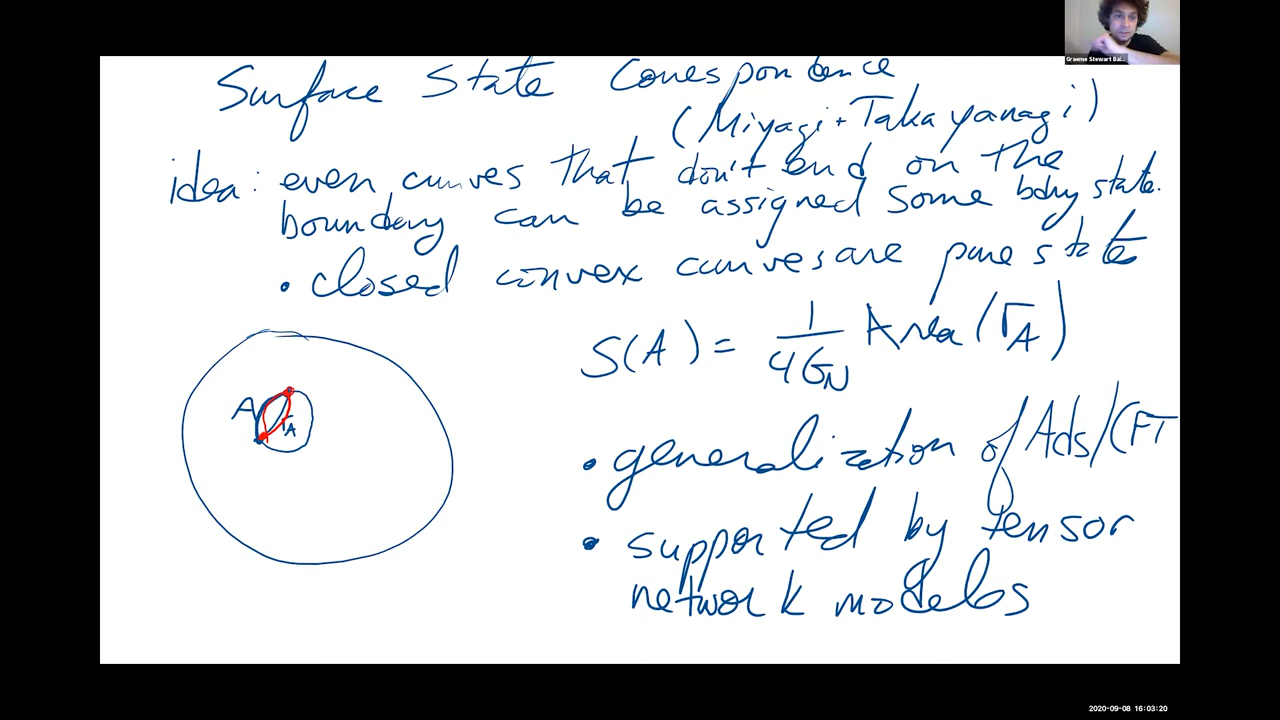 Graeme Stewart Bai...
Surface State Correspondence
(Miyagi + Takayanagi)
idea: even curves that don't end on the
boundary can be assigned some bdry state.
• closed convex curves are pure state
S(A) = 1/4G_N Area(Γ_A)
A Γ_A
• generalization of AdS/CFT
• supported by tensor
network models
2020-09-08 16:03:20